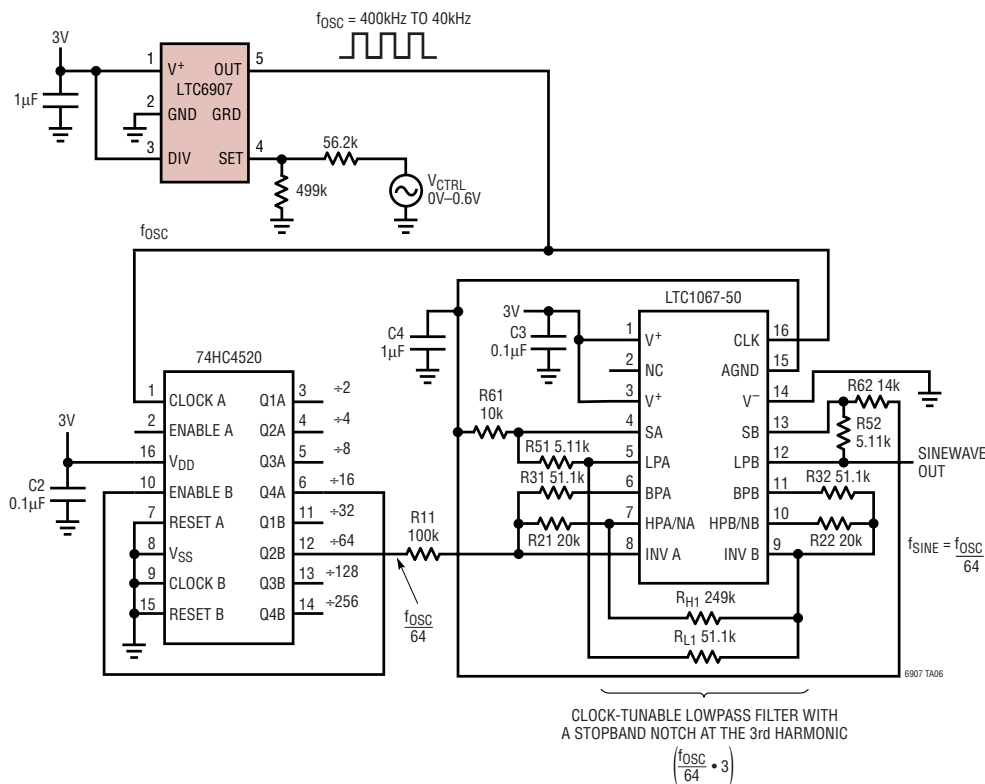 fOSC = 400kHz TO 40kHz
3V
1µF
1
V+
OUT
5
LTC6907
2
GND
GRD
3
DIV
SET
4
56.2k
499k
VCTRL
0V–0.6V
fOSC
LTC1067-50
C4
1µF
3V
C3
0.1µF
1
V+
CLK
16
2
NC
AGND
15
3
V+
V–
14
4
SA
SB
13
5
LPA
LPB
12
6
BPA
BPB
11
7
HPA/NA
HPB/NB
10
8
INV A
INV B
9
R61
10k
R51 5.11k
R31 51.1k
R21 20k
R11
100k
R62 14k
R52
5.11k
SINEWAVE
OUT
R32 51.1k
R22 20k
fSINE = fOSC
64
RH1 249k
RL1 51.1k
74HC4520
3V
C2
0.1µF
1
CLOCK A
Q1A
3
÷2
2
ENABLE A
Q2A
4
÷4
16
VDD
Q3A
5
÷8
10
ENABLE B
Q4A
6
÷16
7
RESET A
Q1B
11
÷32
8
VSS
Q2B
12
÷64
9
CLOCK B
Q3B
13
÷128
15
RESET B
Q4B
14
÷256
fOSC
64
6907 TA06
CLOCK-TUNABLE LOWPASS FILTER WITH
A STOPBAND NOTCH AT THE 3rd HARMONIC
(fOSC
64 • 3)